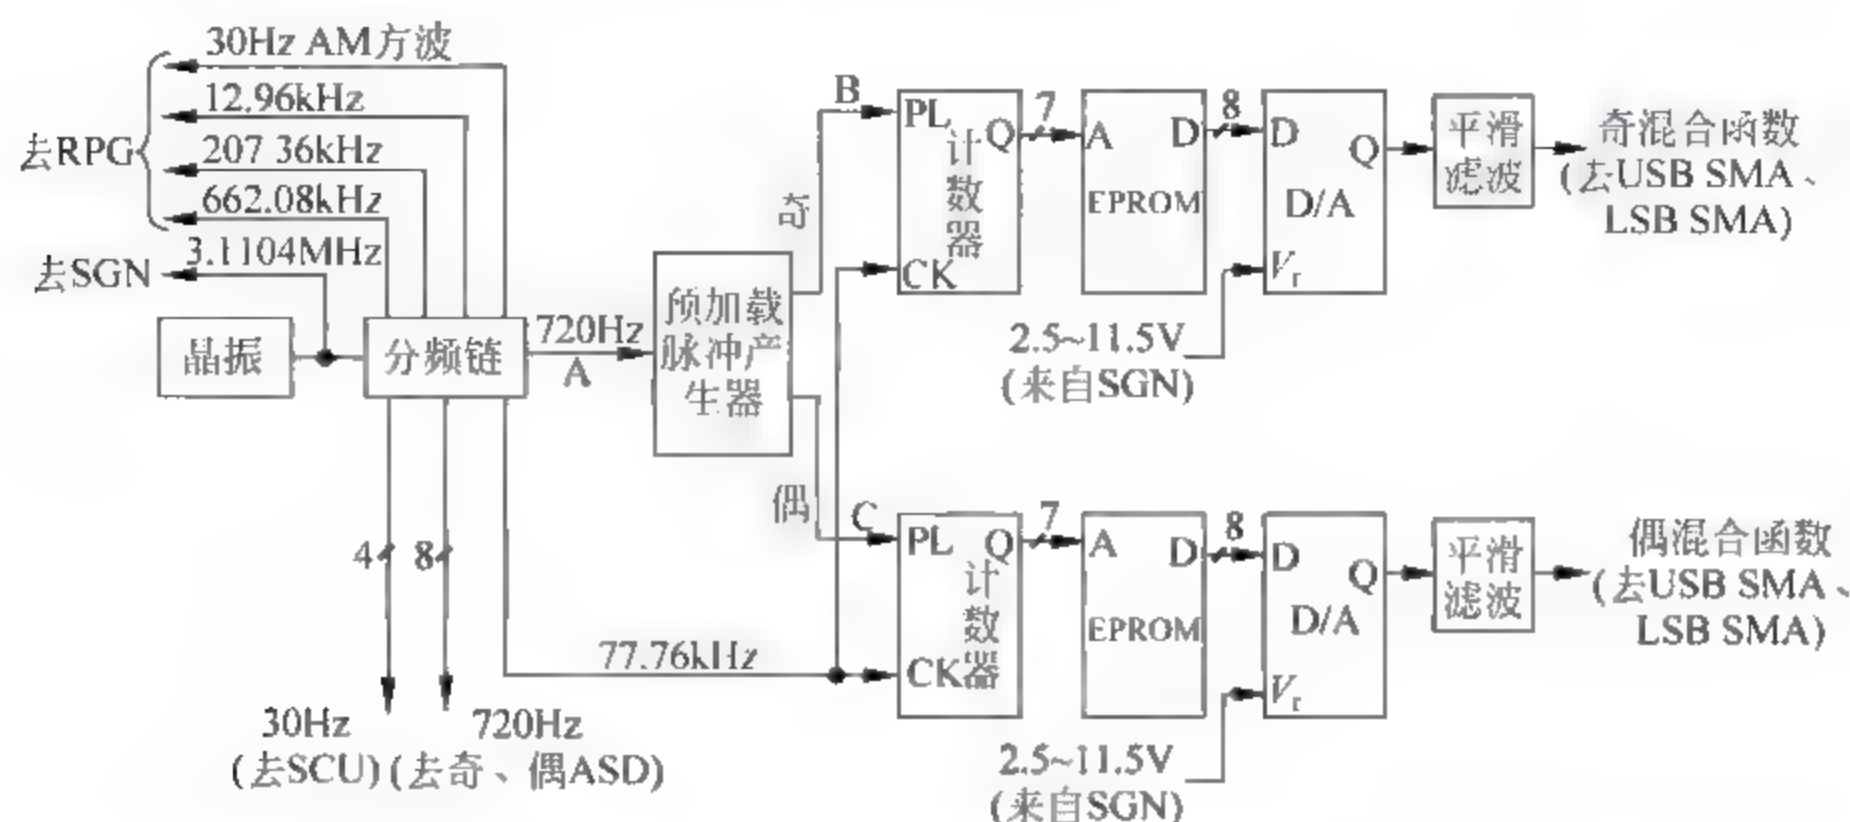 30Hz AM方波
12.96kHz
去RPG
207 36kHz
662.08kHz
3.1104MHz
去SGN
晶振
分频链
720Hz
A
预加载
脉冲产
生器
奇
偶
B
PL
Q
计
数
器
CK
7
A
D
EPROM
8
D
Q
D/A
Vr
平滑
滤波
奇混合函数
(去USB SMA、
LSB SMA)
2.5~11.5V
(来自SGN)
C
PL
Q
计
数
器
CK
7
A
D
EPROM
8
D
Q
D/A
Vr
平滑
滤波
偶混合函数
(去USB SMA、
LSB SMA)
4
8
77.76kHz
30Hz
(去SCU)
720Hz
(去奇、偶ASD)
2.5~11.5V
(来自SGN)